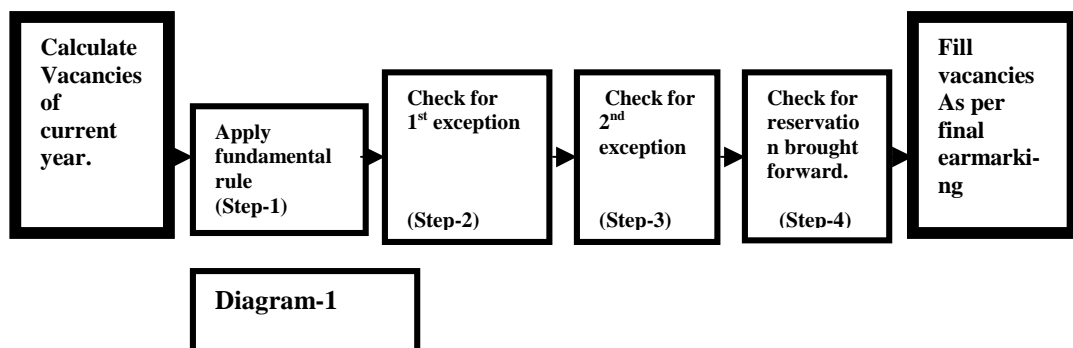 Calculate
Vacancies
of
current
year.
Apply
fundamental
rule
(Step-1)
Check for
1st exception
(Step-2)
Check for
2nd
exception
(Step-3)
Check for
reservatio
n brought
forward.
(Step-4)
Fill
vacancies
As per
final
earmarki-
ng
Diagram-1